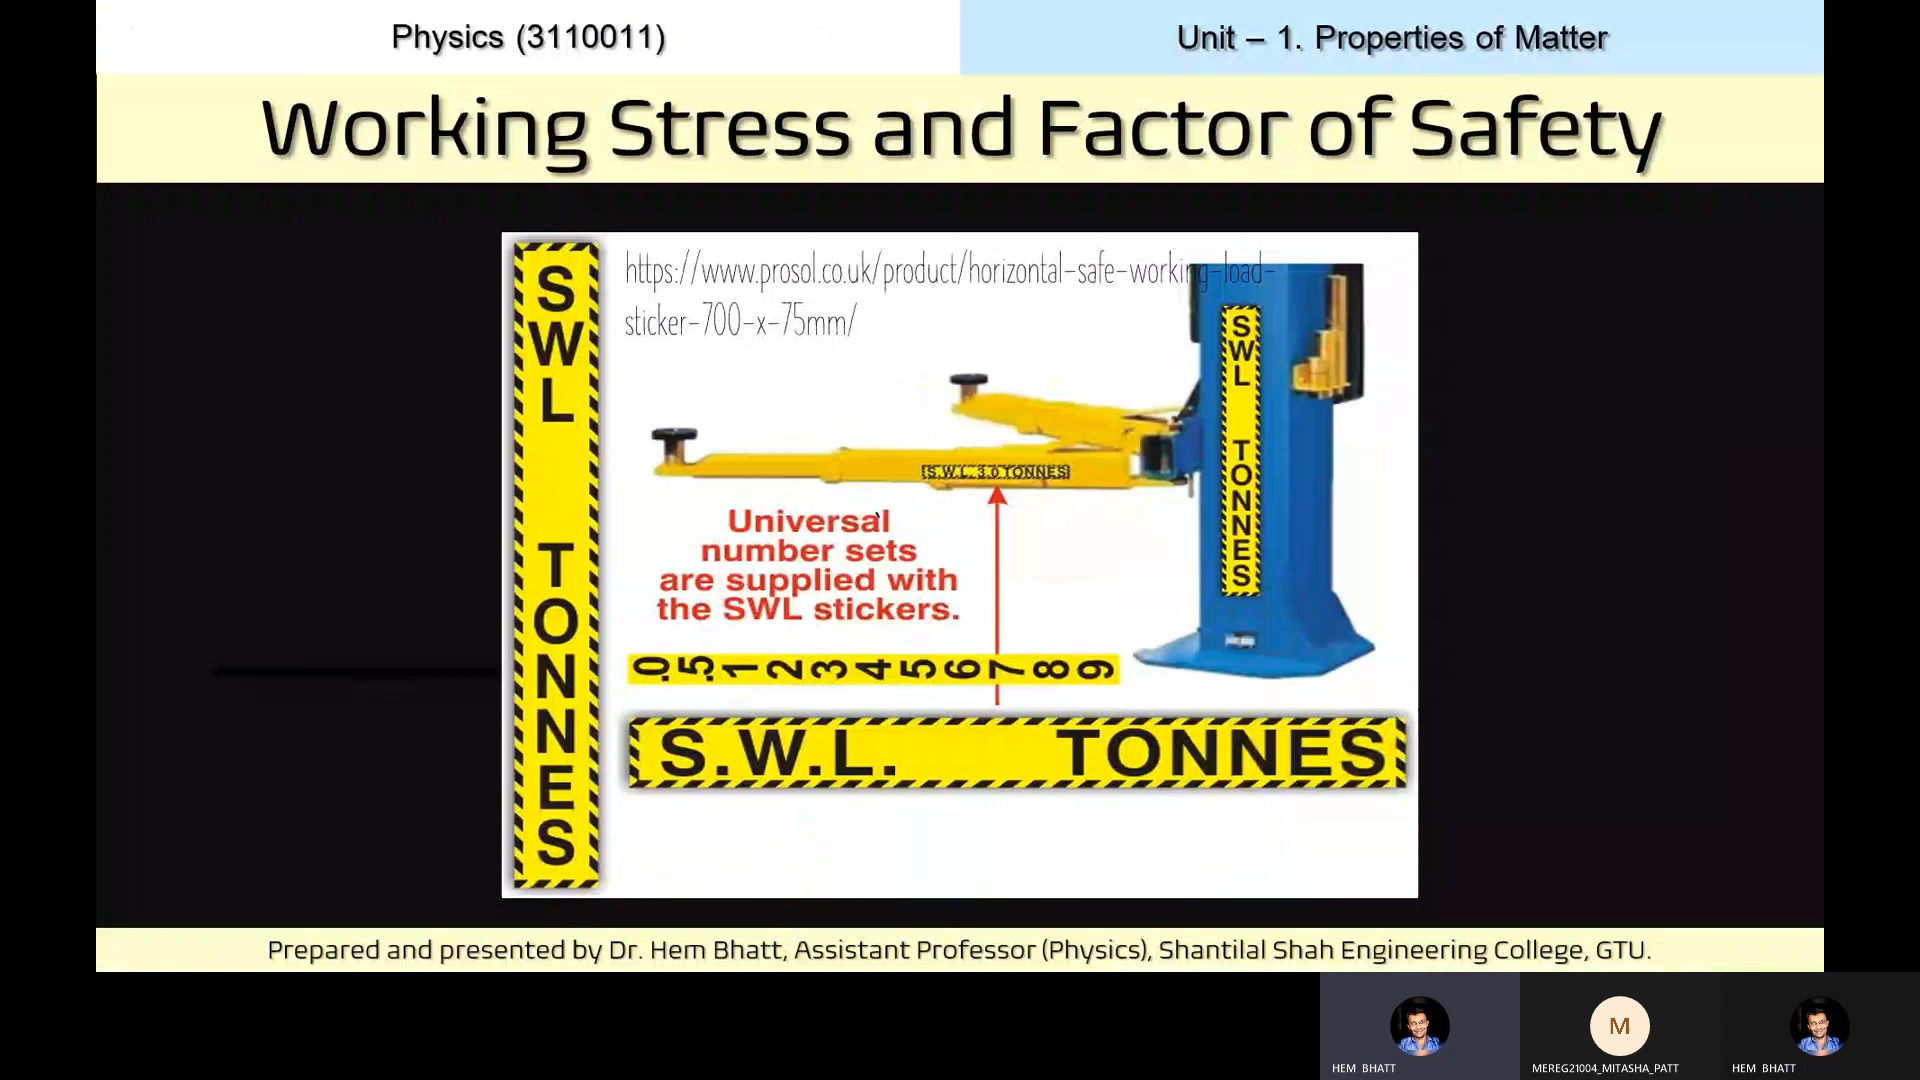 Physics (3110011)
Unit – 1. Properties of Matter
Working Stress and Factor of Safety
SWL TONNES
https://www.prosol.co.uk/product/horizontal-safe-working-load-
sticker-700-x-75mm/
SWL TONNES
S.W.L. 3.0 TONNES
Universal
number sets
are supplied with
the SWL stickers.
.0 .5 1 2 3 4 5 6 7 8 9
S.W.L. TONNES
Prepared and presented by Dr. Hem Bhatt, Assistant Professor (Physics), Shantilal Shah Engineering College, GTU.
M
HEM BHATT
MEREG21004_MITASHA_PATT
HEM BHATT